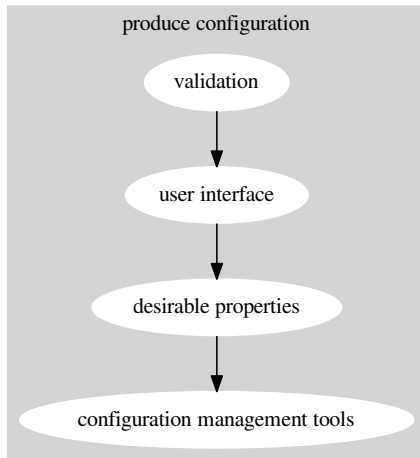 produce configuration
validation
user interface
desirable properties
configuration management tools